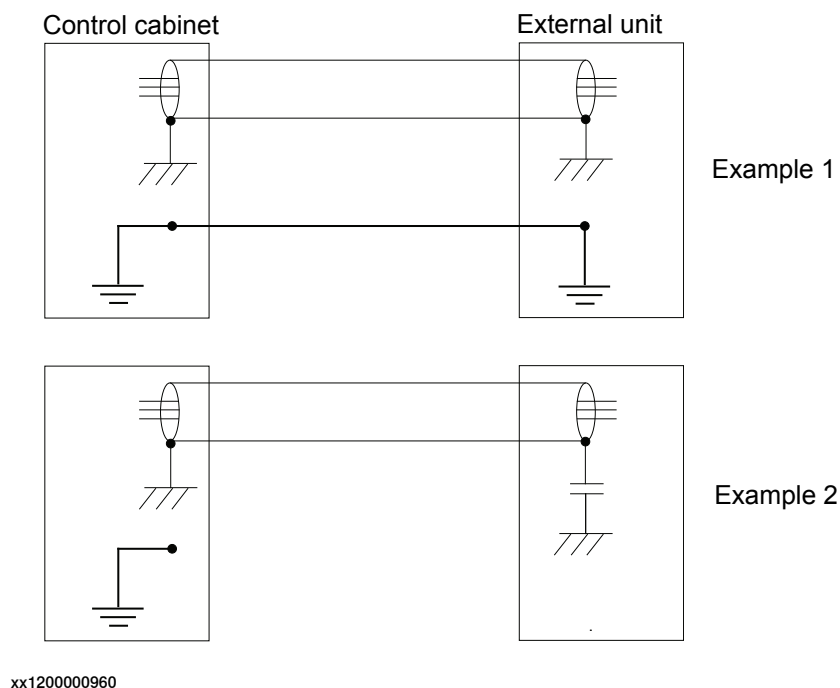 Control cabinet
External unit
Example 1
Example 2
xx1200000960